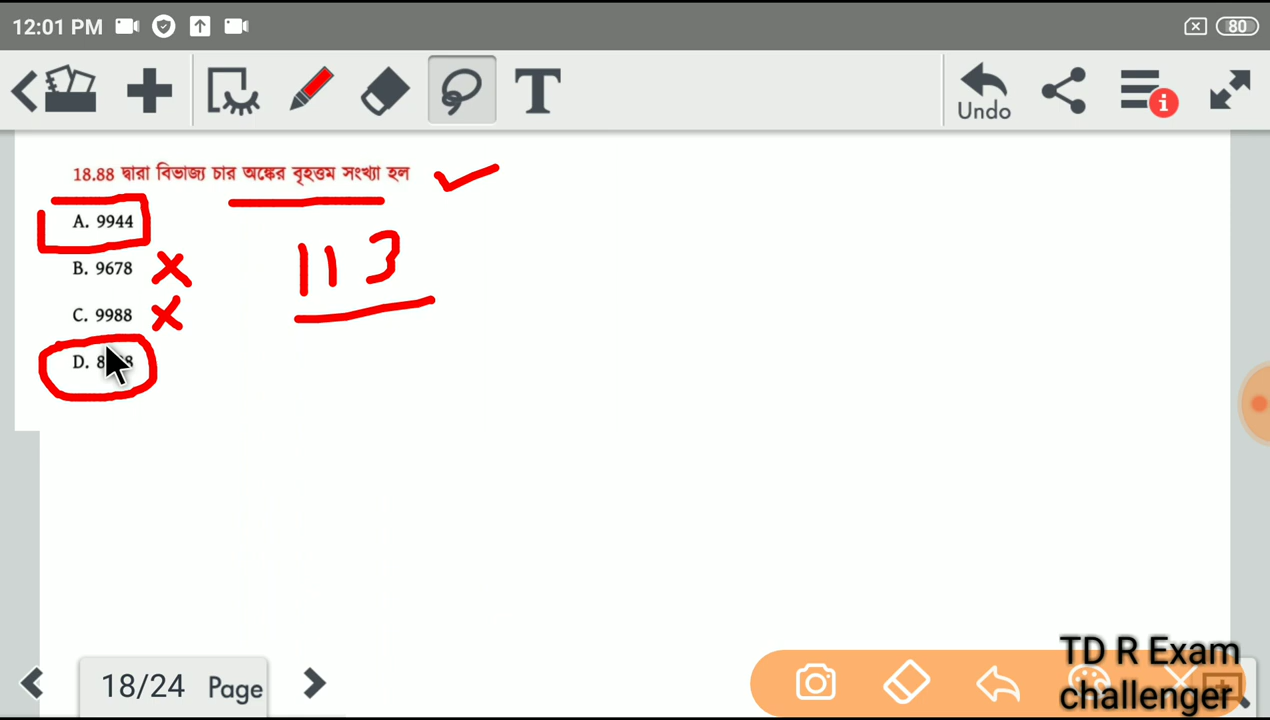 12:01 PM 80
Undo
18.88 দ্বারা বিভাজ্য চার অঙ্কের বৃহত্তম সংখ্যা হল
A. 9944
113
B. 9678
C. 9988
D.
18/24 Page
TD R Exam
challenger